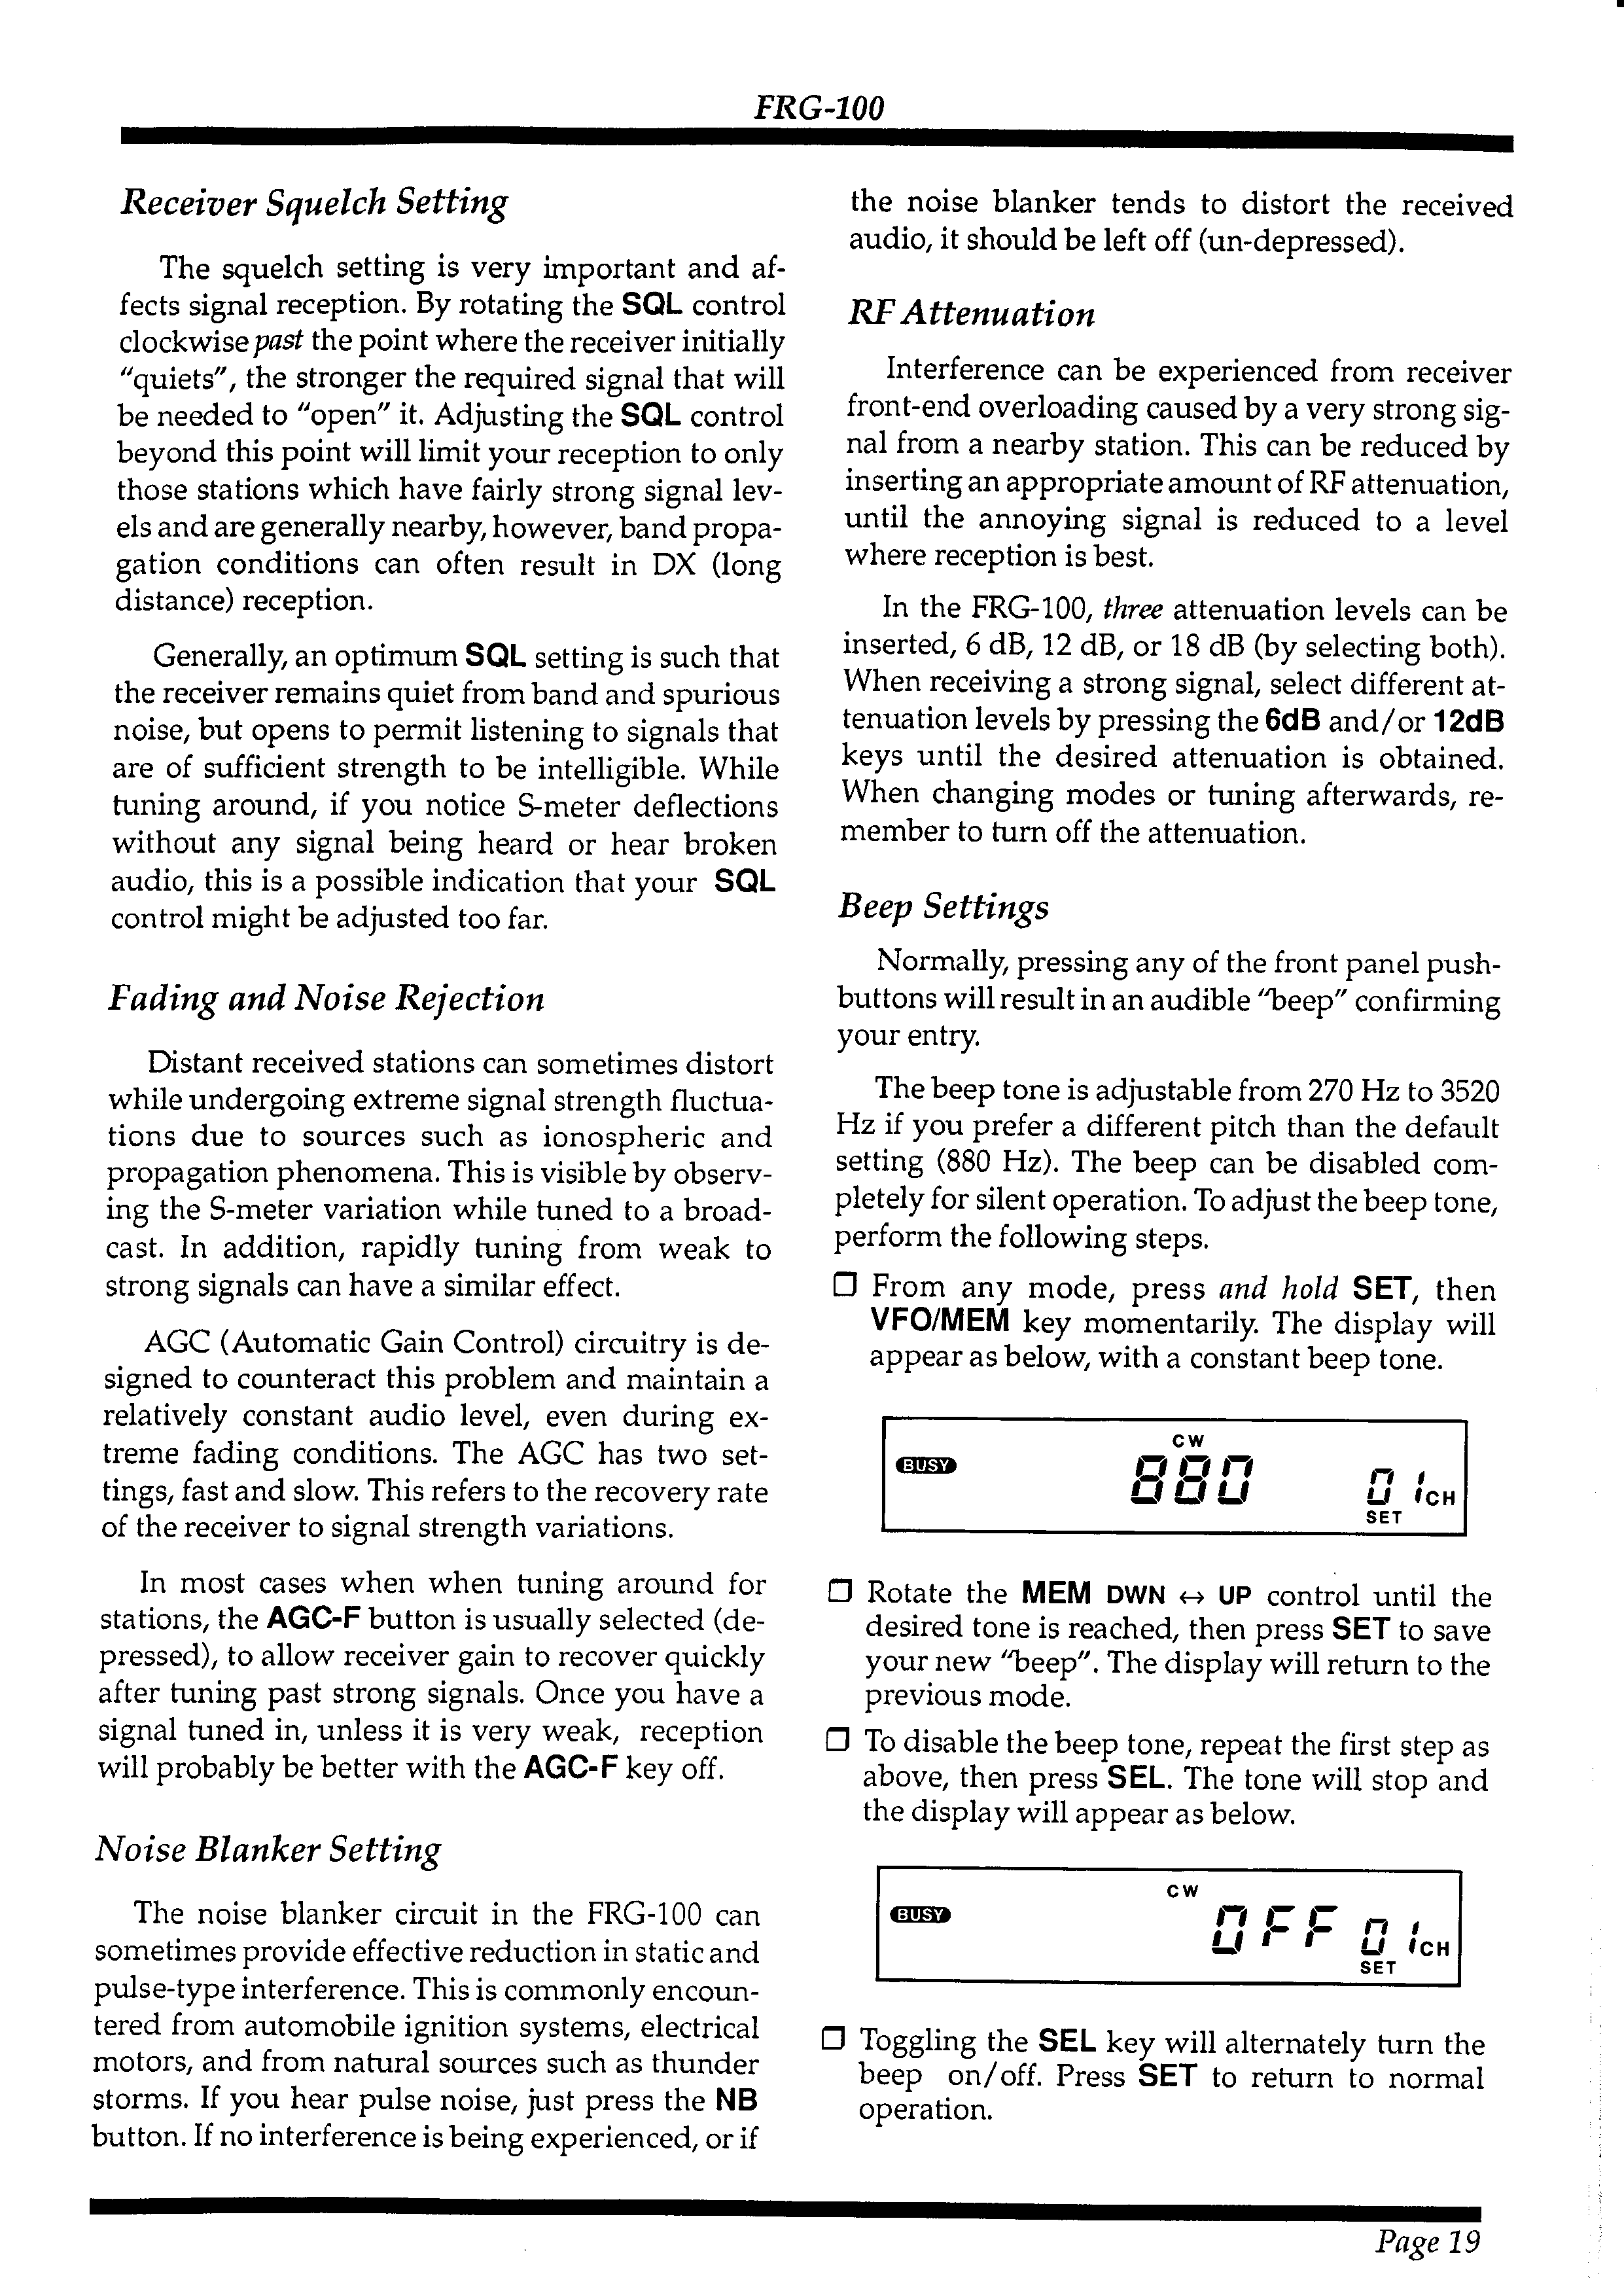 FRG-100
Receiver Squelch Setting
The squelch setting is very important and af-
fects signal reception. By rotating the SQL control
clockwise past the point where the receiver initially
"quiets", the stronger the required signal that will
be needed to "open" it. Adjusting the SQL control
beyond this point will limit your reception to only
those stations which have fairly strong signal lev-
els and are generally nearby, however, band propa-
gation conditions can often result in DX (long
distance) reception.
Generally, an optimum SQL setting is such that
the receiver remains quiet from band and spurious
noise, but opens to permit listening to signals that
are of sufficient strength to be intelligible. While
tuning around, if you notice S-meter deflections
without any signal being heard or hear broken
audio, this is a possible indication that your SQL
control might be adjusted too far.
Fading and Noise Rejection
Distant received stations can sometimes distort
while undergoing extreme signal strength fluctua-
tions due to sources such as ionospheric and
propagation phenomena. This is visible by observ-
ing the S-meter variation while tuned to a broad-
cast. In addition, rapidly tuning from weak to
strong signals can have a similar effect.
AGC (Automatic Gain Control) circuitry is de-
signed to counteract this problem and maintain a
relatively constant audio level, even during ex-
treme fading conditions. The AGC has two set-
tings, fast and slow. This refers to the recovery rate
of the receiver to signal strength variations.
In most cases when when tuning around for
stations, the AGC-F button is usually selected (de-
pressed), to allow receiver gain to recover quickly
after tuning past strong signals. Once you have a
signal tuned in, unless it is very weak, reception
will probably be better with the AGC-F key off.
Noise Blanker Setting
The noise blanker circuit in the FRG-100 can
sometimes provide effective reduction in static and
pulse-type interference. This is commonly encoun-
tered from automobile ignition systems, electrical
motors, and from natural sources such as thunder
storms. If you hear pulse noise, just press the NB
button. If no interference is being experienced, or if
the noise blanker tends to distort the received
audio, it should be left off (un-depressed).
RF Attenuation
Interference can be experienced from receiver
front-end overloading caused by a very strong sig-
nal from a nearby station. This can be reduced by
inserting an appropriate amount of RF attenuation,
until the annoying signal is reduced to a level
where reception is best.
In the FRG-100, three attenuation levels can be
inserted, 6 dB, 12 dB, or 18 dB (by selecting both).
When receiving a strong signal, select different at-
tenuation levels by pressing the 6dB and/or 12dB
keys until the desired attenuation is obtained.
When changing modes or tuning afterwards, re-
member to turn off the attenuation.
Beep Settings
Normally, pressing any of the front panel push-
buttons will result in an audible "beep" confirming
your entry.
The beep tone is adjustable from 270 Hz to 3520
Hz if you prefer a different pitch than the default
setting (880 Hz). The beep can be disabled com-
pletely for silent operation. To adjust the beep tone,
perform the following steps.
❒ From any mode, press and hold SET, then
VFO/MEM key momentarily. The display will
appear as below, with a constant beep tone.
CW
BUSY 880 01CH
SET
❒ Rotate the MEM DWN ↔ UP control until the
desired tone is reached, then press SET to save
your new "beep". The display will return to the
previous mode.
❒ To disable the beep tone, repeat the first step as
above, then press SEL. The tone will stop and
the display will appear as below.
CW
BUSY OFF 01CH
SET
❒ Toggling the SEL key will alternately turn the
beep on/off. Press SET to return to normal
operation.
Page 19